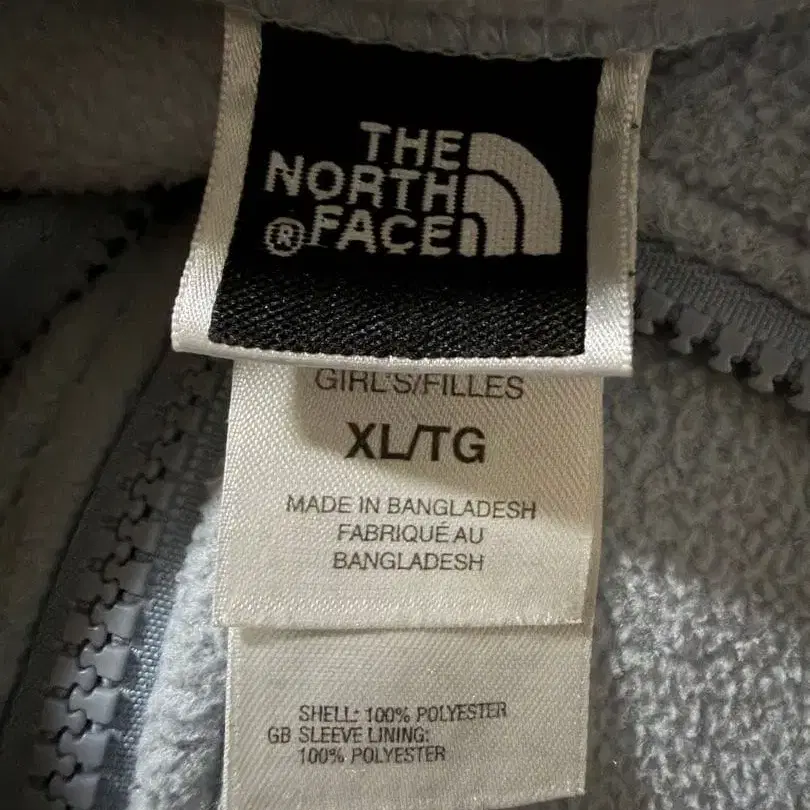 THE
NORTH
®FACE
GIRL'S/FILLES
XL/TG
MADE IN BANGLADESH
FABRIQUÉ AU
BANGLADESH
SHELL: 100% POLYESTER
GB SLEEVE LINING:
100% POLYESTER